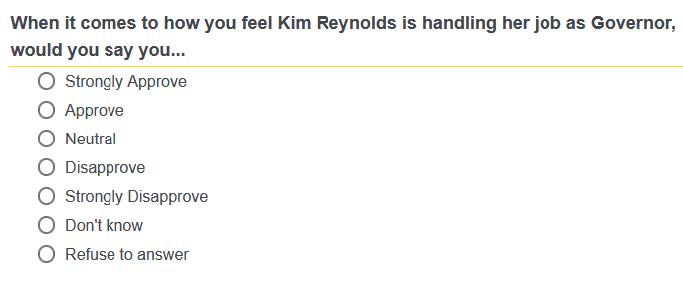 When it comes to how you feel Kim Reynolds is handling her job as Governor,
would you say you...
Strongly Approve
Approve
Neutral
Disapprove
Strongly Disapprove
Don't know
Refuse to answer